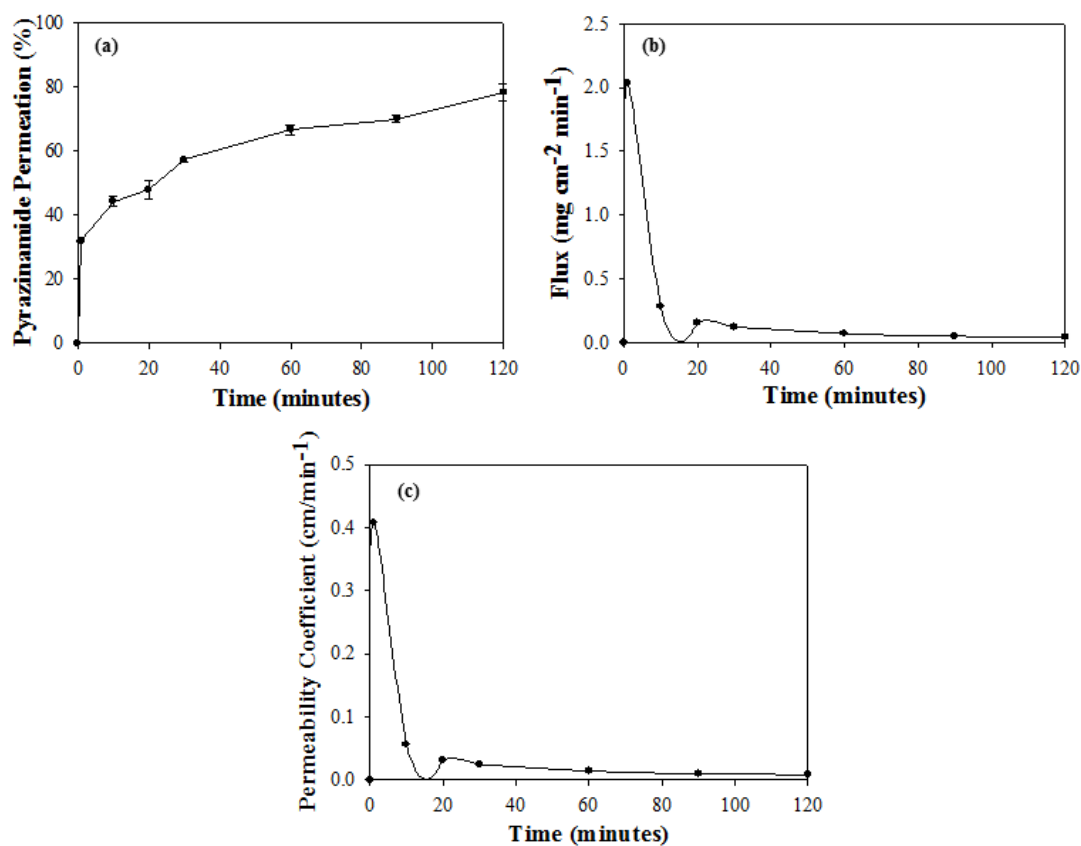 (a)
Pyrazinamide Permeation (%)
100
80
60
40
20
0
0 20 40 60 80 100 120
Time (minutes)
(b)
Flux (mg cm-2 min-1)
2.5
2.0
1.5
1.0
0.5
0.0
0 20 40 60 80 100 120
Time (minutes)
(c)
Permeability Coefficient (cm/min-1)
0.5
0.4
0.3
0.2
0.1
0.0
0 20 40 60 80 100 120
Time (minutes)